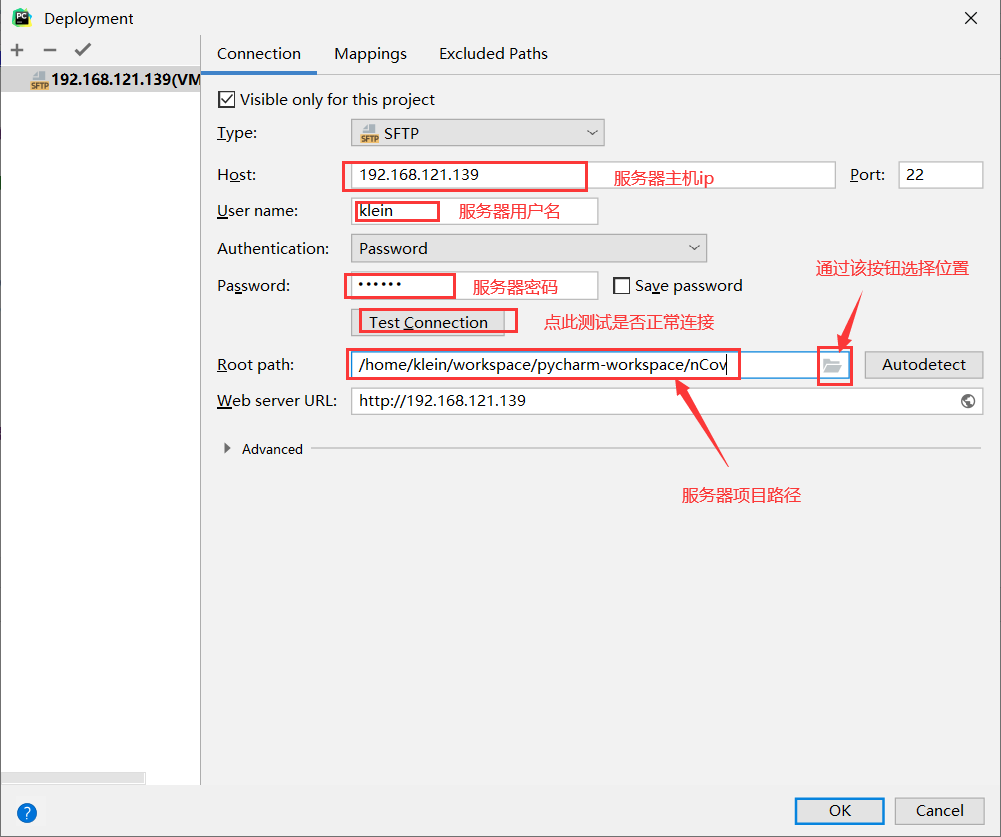 Deployment
Connection Mappings Excluded Paths
192.168.121.139(VM
Visible only for this project
Type: SFTP
Host: 192.168.121.139 服务器主机ip Port: 22
User name: klein 服务器用户名
Authentication: Password
通过该按钮选择位置
Password: •••••• 服务器密码 Save password
Test Connection 点此测试是否正常连接
Root path: /home/klein/workspace/pycharm-workspace/nCov Autodetect
Web server URL: http://192.168.121.139
Advanced
服务器项目路径
? OK Cancel